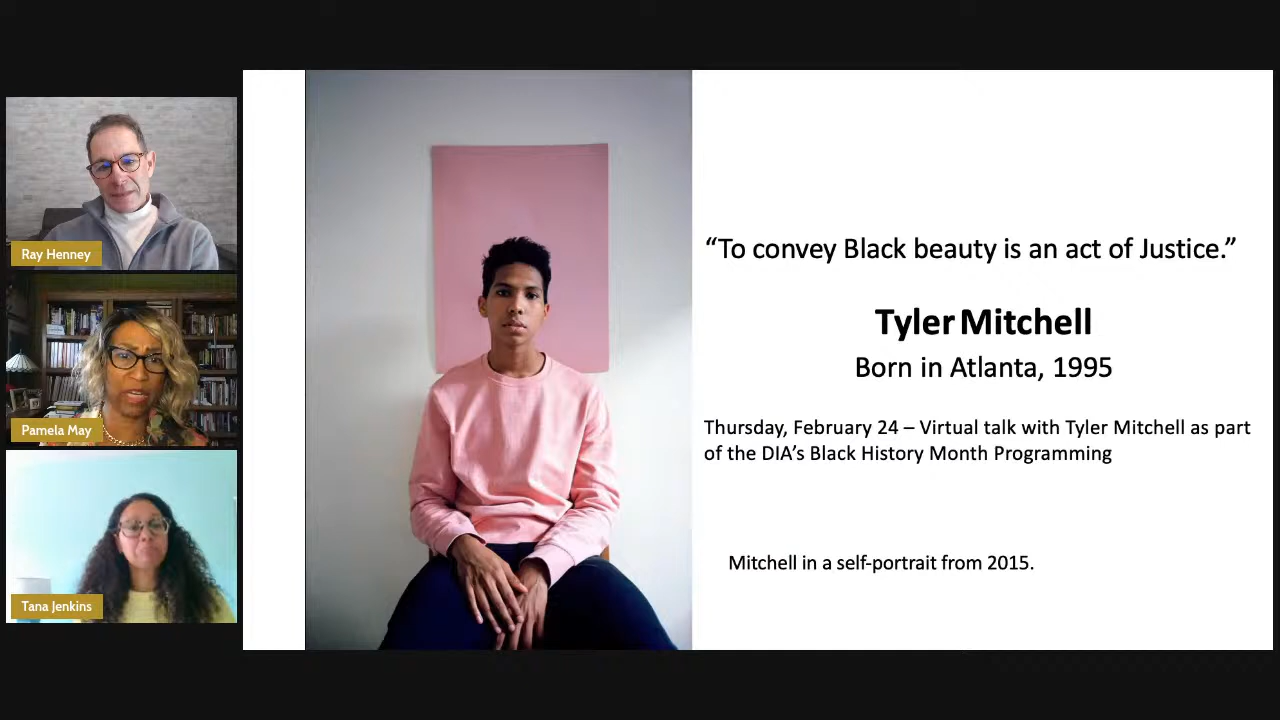 Ray Henney
Pamela May
Tana Jenkins
“To convey Black beauty is an act of Justice.”
Tyler Mitchell
Born in Atlanta, 1995
Thursday, February 24 – Virtual talk with Tyler Mitchell as part
of the DIA’s Black History Month Programming
Mitchell in a self-portrait from 2015.